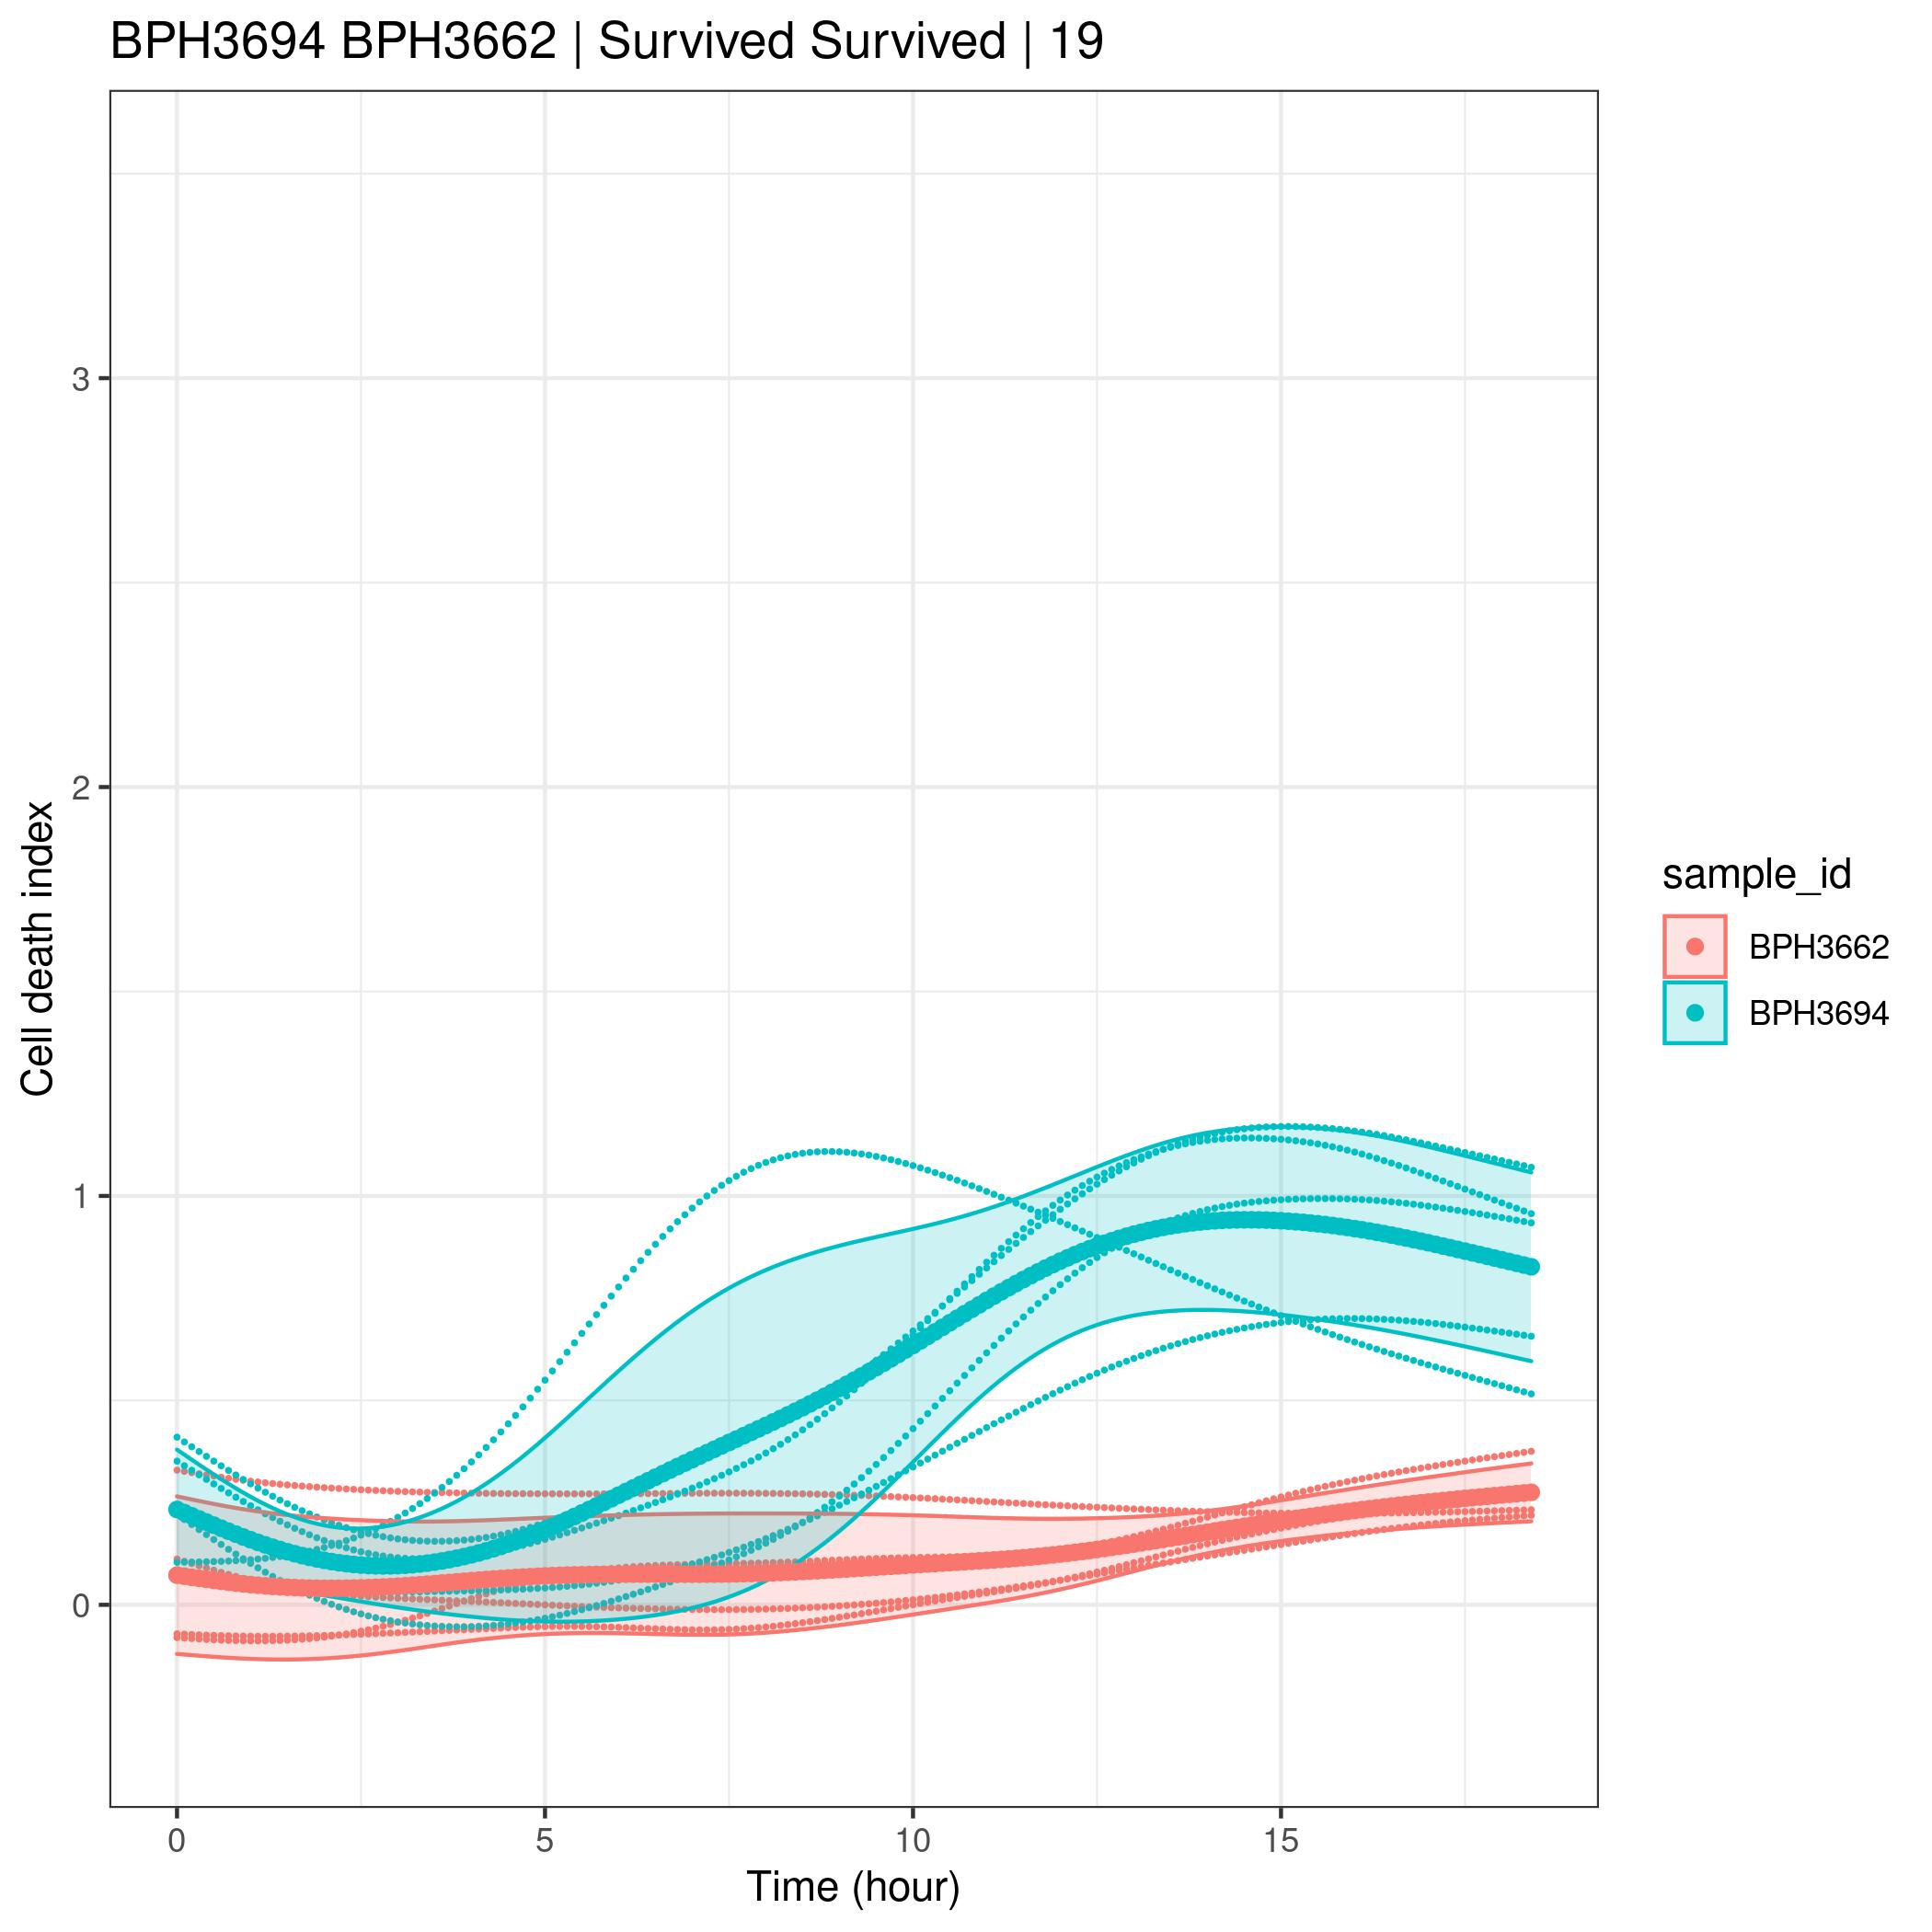 BPH3694 BPH3662 | Survived Survived | 19
Cell death index
3
2
1
0
0 5 10 15
Time (hour)
sample_id
BPH3662
BPH3694